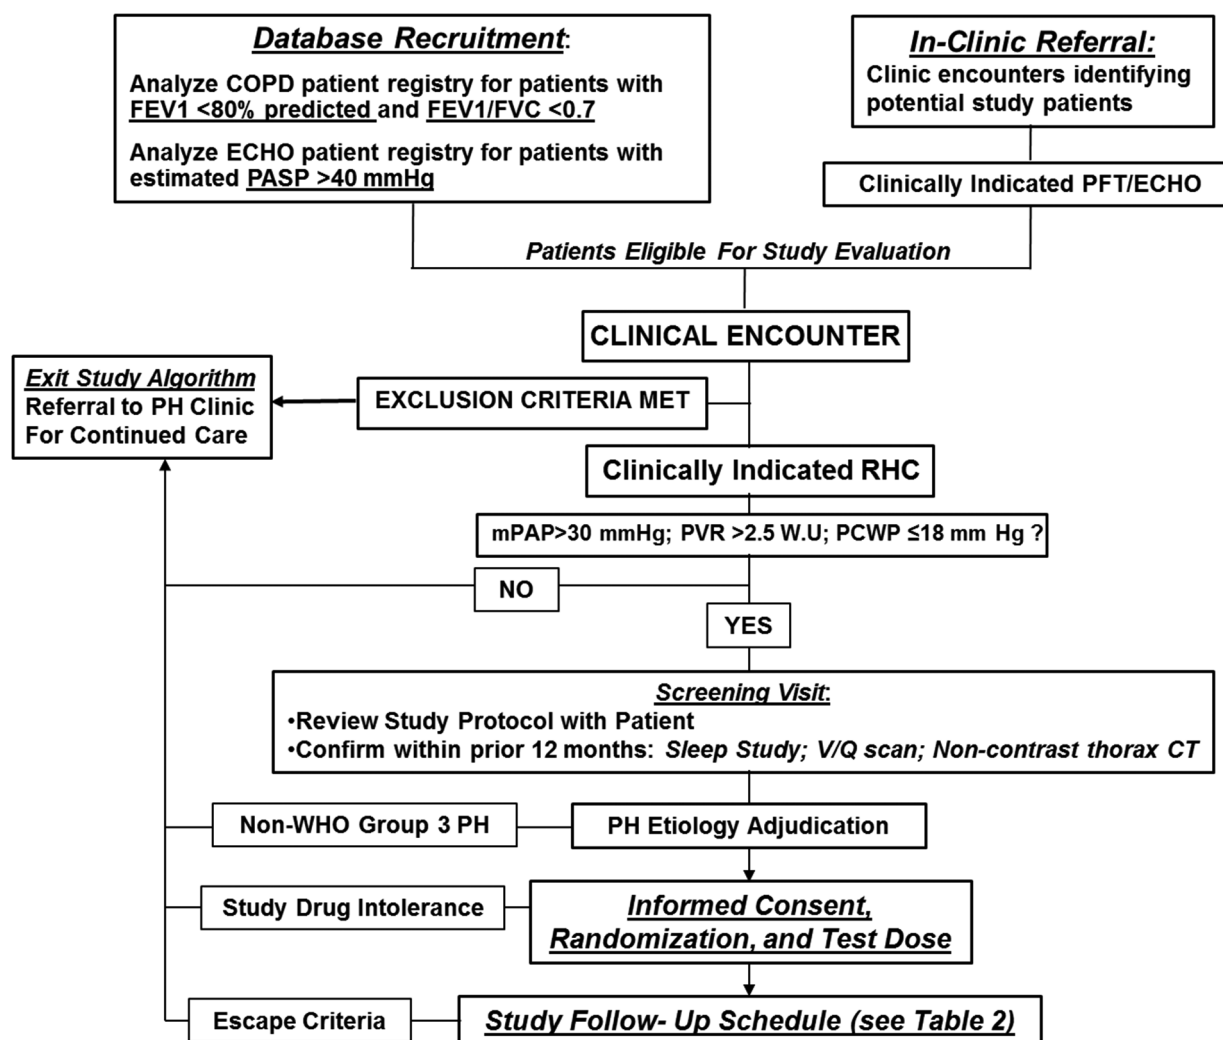 Database Recruitment:
Analyze COPD patient registry for patients with
FEV1 <80% predicted and FEV1/FVC <0.7
Analyze ECHO patient registry for patients with
estimated PASP >40 mmHg
In-Clinic Referral:
Clinic encounters identifying
potential study patients
Clinically Indicated PFT/ECHO
Patients Eligible For Study Evaluation
CLINICAL ENCOUNTER
Exit Study Algorithm
Referral to PH Clinic
For Continued Care
EXCLUSION CRITERIA MET
Clinically Indicated RHC
mPAP>30 mmHg; PVR >2.5 W.U; PCWP ≤18 mm Hg ?
NO
YES
Screening Visit:
•Review Study Protocol with Patient
•Confirm within prior 12 months: Sleep Study; V/Q scan; Non-contrast thorax CT
Non-WHO Group 3 PH
PH Etiology Adjudication
Study Drug Intolerance
Informed Consent,
Randomization, and Test Dose
Escape Criteria
Study Follow- Up Schedule (see Table 2)